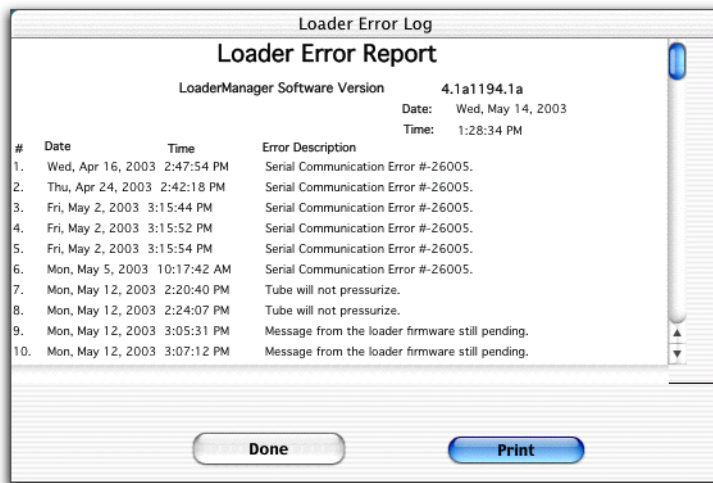 Loader Error Log
Loader Error Report
LoaderManager Software Version 4.1a1194.1a
Date: Wed, May 14, 2003
Time: 1:28:34 PM
# Date Time Error Description
1. Wed, Apr 16, 2003 2:47:54 PM Serial Communication Error #-26005.
2. Thu, Apr 24, 2003 2:42:18 PM Serial Communication Error #-26005.
3. Fri, May 2, 2003 3:15:44 PM Serial Communication Error #-26005.
4. Fri, May 2, 2003 3:15:52 PM Serial Communication Error #-26005.
5. Fri, May 2, 2003 3:15:54 PM Serial Communication Error #-26005.
6. Mon, May 5, 2003 10:17:42 AM Serial Communication Error #-26005.
7. Mon, May 12, 2003 2:20:40 PM Tube will not pressurize.
8. Mon, May 12, 2003 2:24:07 PM Tube will not pressurize.
9. Mon, May 12, 2003 3:05:31 PM Message from the loader firmware still pending.
10. Mon, May 12, 2003 3:07:12 PM Message from the loader firmware still pending.
Done Print